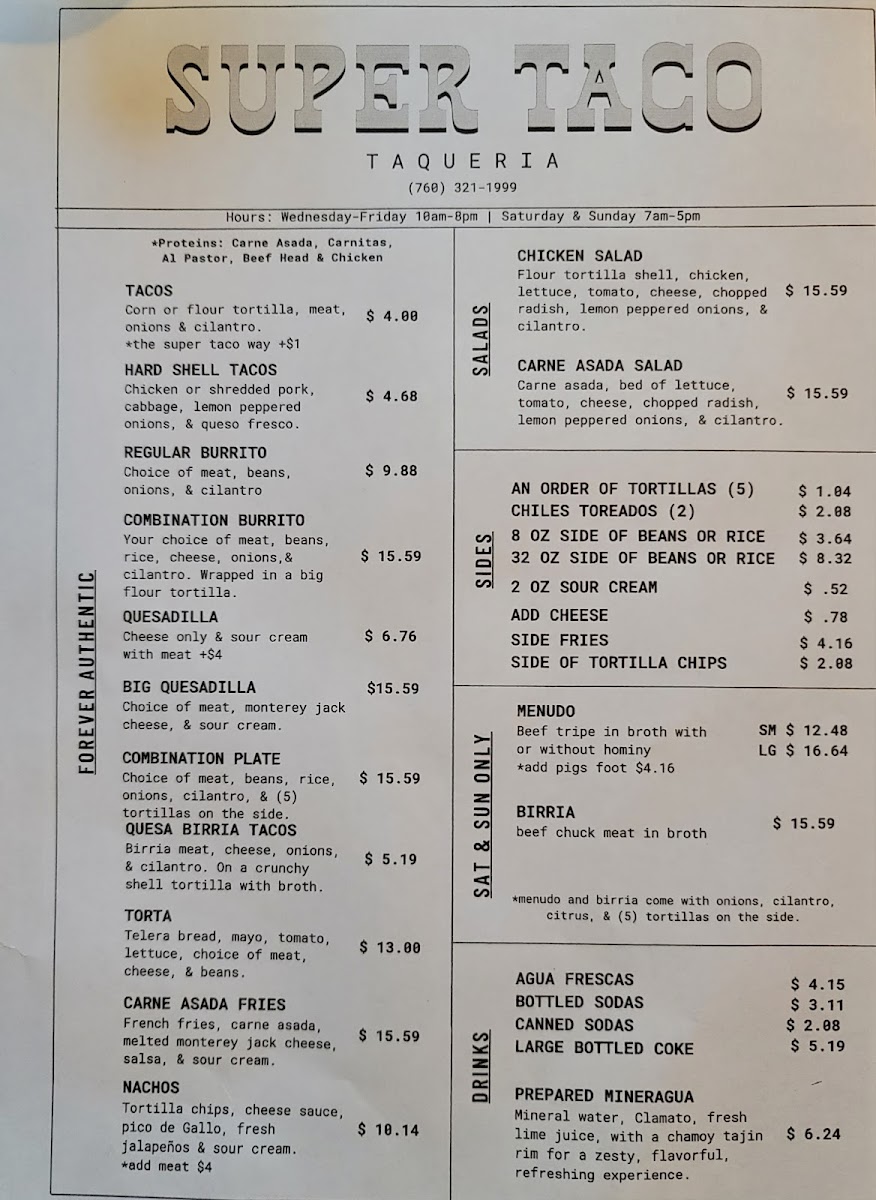 SUPER TACO
TAQUERIA
(760) 321-1999
Hours: Wednesday-Friday 10am-8pm | Saturday & Sunday 7am-5pm
*Proteins: Carne Asada, Carnitas,
Al Pastor, Beef Head & Chicken
FOREVER AUTHENTIC
TACOS
Corn or flour tortilla, meat,
onions & cilantro.
$ 4.00
*the super taco way +$1
HARD SHELL TACOS
Chicken or shredded pork,
cabbage, lemon peppered
onions, & queso fresco.
$ 4.68
REGULAR BURRITO
Choice of meat, beans,
onions, & cilantro
$ 9.88
COMBINATION BURRITO
Your choice of meat, beans,
rice, cheese, onions,&
cilantro. Wrapped in a big
flour tortilla.
$ 15.59
QUESADILLA
Cheese only & sour cream
with meat +$4
$ 6.76
BIG QUESADILLA
$15.59
Choice of meat, monterey jack
cheese, & sour cream.
COMBINATION PLATE
Choice of meat, beans, rice,
onions, cilantro, & (5)
tortillas on the side.
$ 15.59
QUESA BIRRIA TACOS
Birria meat, cheese, onions,
& cilantro. On a crunchy
shell tortilla with broth.
$ 5.19
TORTA
Telera bread, mayo, tomato,
lettuce, choice of meat,
cheese, & beans.
$ 13.00
CARNE ASADA FRIES
French fries, carne asada,
melted monterey jack cheese,
salsa, & sour cream.
$ 15.59
NACHOS
Tortilla chips, cheese sauce,
pico de Gallo, fresh
jalapeños & sour cream.
*add meat $4
$ 10.14
SALADS
CHICKEN SALAD
Flour tortilla shell, chicken,
lettuce, tomato, cheese, chopped
radish, lemon peppered onions, &
cilantro.
$ 15.59
CARNE ASADA SALAD
Carne asada, bed of lettuce,
tomato, cheese, chopped radish,
lemon peppered onions, & cilantro.
$ 15.59
SIDES
AN ORDER OF TORTILLAS (5) $ 1.04
CHILES TOREADOS (2) $ 2.08
8 OZ SIDE OF BEANS OR RICE $ 3.64
32 OZ SIDE OF BEANS OR RICE $ 8.32
2 OZ SOUR CREAM $ .52
ADD CHEESE $ .78
SIDE FRIES $ 4.16
SIDE OF TORTILLA CHIPS $ 2.08
SAT & SUN ONLY
MENUDO
Beef tripe in broth with
or without hominy
*add pigs foot $4.16
SM $ 12.48
LG $ 16.64
BIRRIA
beef chuck meat in broth
$ 15.59
*menudo and birria come with onions, cilantro,
citrus, & (5) tortillas on the side.
DRINKS
AGUA FRESCAS $ 4.15
BOTTLED SODAS $ 3.11
CANNED SODAS $ 2.08
LARGE BOTTLED COKE $ 5.19
PREPARED MINERAGUA
Mineral water, Clamato, fresh
lime juice, with a chamoy tajin
rim for a zesty, flavorful,
refreshing experience.
$ 6.24